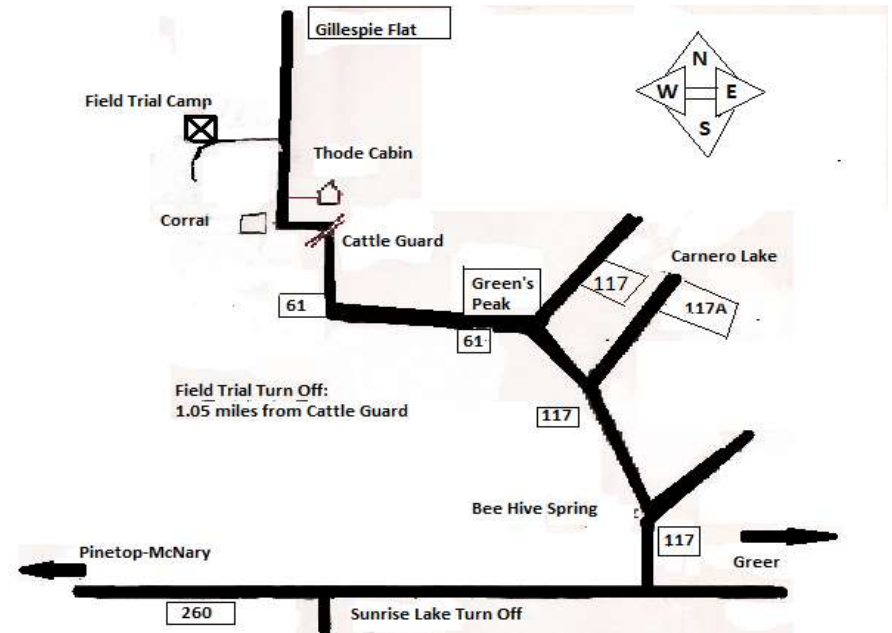 Gillespie Flat
N
W E
S
Field Trial Camp
Thode Cabin
Corral
Cattle Guard
Carnero Lake
Green's
Peak
117
117A
61
61
Field Trial Turn Off:
1.05 miles from Cattle Guard
117
Bee Hive Spring
117
Pinetop-McNary
Greer
260
Sunrise Lake Turn Off